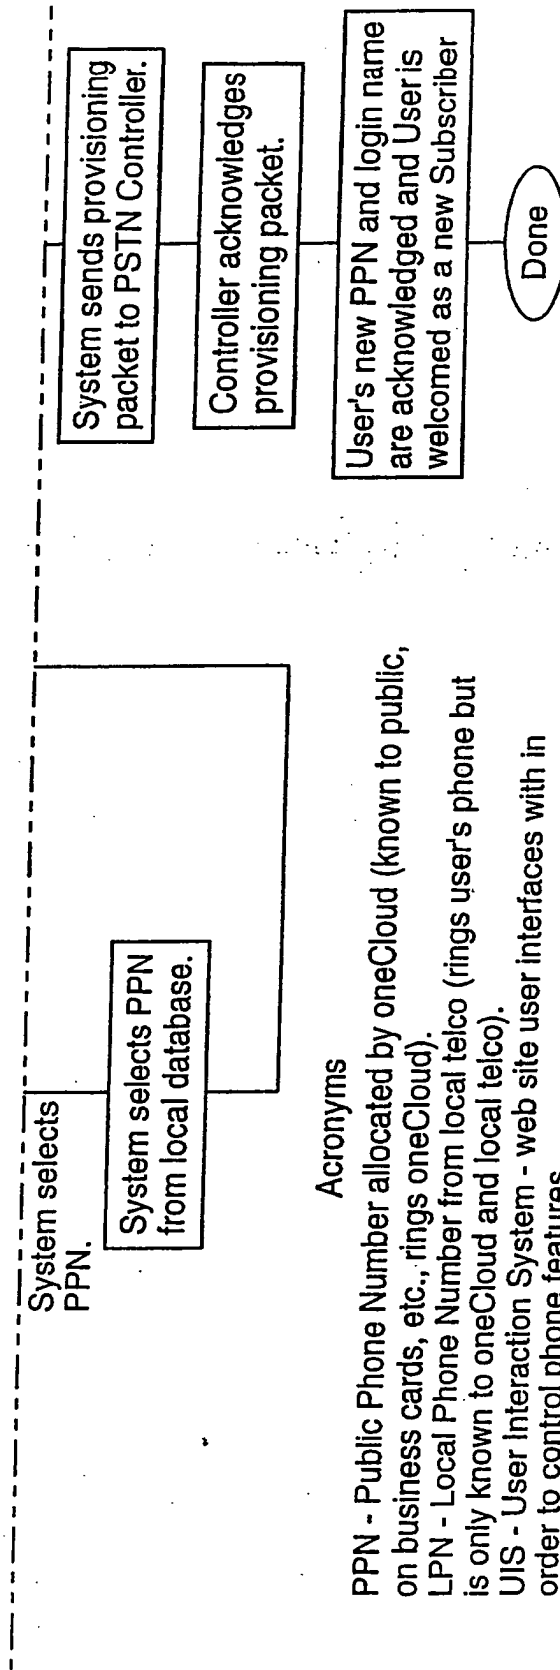 System selects
PPN.
System selects PPN
from local database.
System sends provisioning
packet to PSTN Controller.
Controller acknowledges
provisioning packet.
User's new PPN and login name
are acknowledged and User is
welcomed as a new Subscriber
Done
Acronyms
PPN - Public Phone Number allocated by oneCloud (known to public,
on business cards, etc., rings oneCloud).
LPN - Local Phone Number from local telco (rings user's phone but
is only known to oneCloud and local telco).
UIS - User Interaction System - web site user interfaces with in
order to control phone features